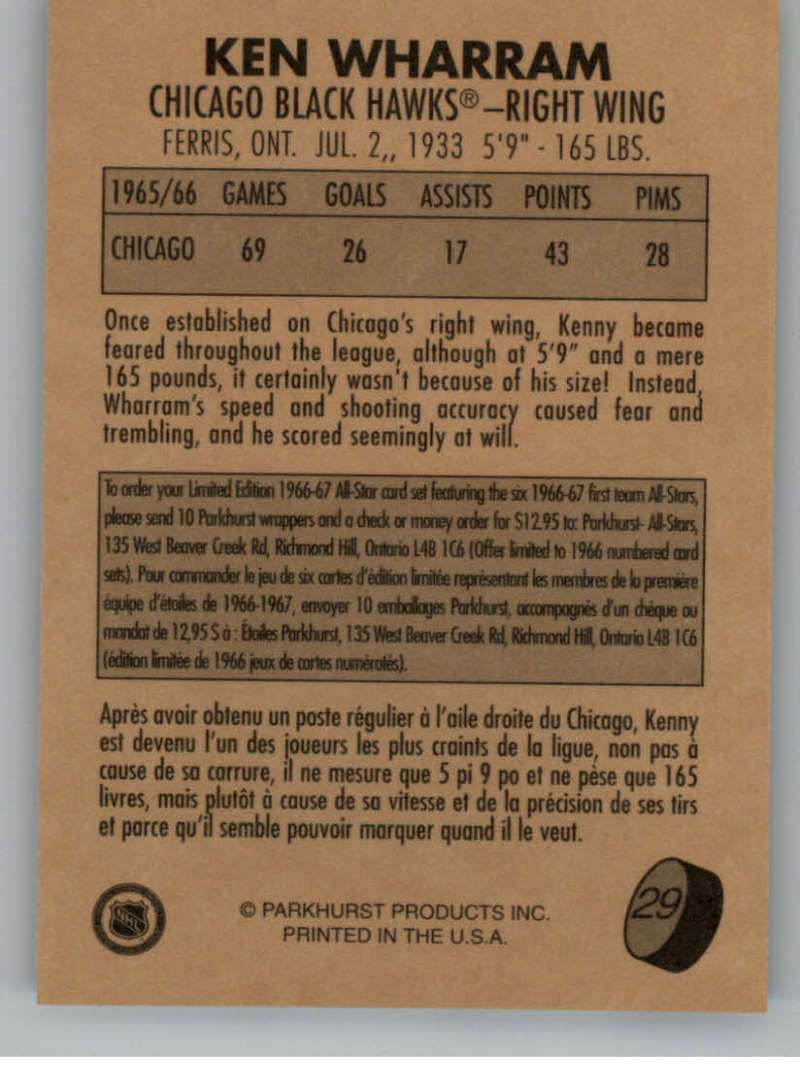 KEN WHARRAM
CHICAGO BLACK HAWKS®–RIGHT WING
FERRIS, ONT. JUL. 2,, 1933 5'9" - 165 LBS.
1965/66 GAMES GOALS ASSISTS POINTS PIMS
CHICAGO 69 26 17 43 28
Once established on Chicago's right wing, Kenny became
feared throughout the league, although at 5'9" and a mere
165 pounds, it certainly wasn't because of his size! Instead,
Wharram's speed and shooting accuracy caused fear and
trembling, and he scored seemingly at will.
To order your Limited Edition 1966-67 All-Star card set featuring the six 1966-67 first team All-Stars,
please send 10 Parkhurst wrappers and a check or money order for $12.95 to: Parkhurst- All-Stars,
135 West Beaver Creek Rd, Richmond Hill, Ontario L4B 1C6 (Offer limited to 1966 numbered card
sets). Pour commander le jeu de six cartes d'édition limitée représentant les membres de la première
équipe d'étoiles de 1966-1967, envoyer 10 emballages Parkhurst, accompagnés d'un chèque ou
mandat de 12,95 $ à : Étoiles Parkhurst, 135 West Beaver Creek Rd, Richmond Hill, Ontario L4B 1C6
(édition limitée de 1966 jeux de cartes numérotés).
Après avoir obtenu un poste régulier à l'aile droite du Chicago, Kenny
est devenu l'un des joueurs les plus craints de la ligue, non pas à
cause de sa carrure, il ne mesure que 5 pi 9 po et ne pèse que 165
livres, mais plutôt à cause de sa vitesse et de la précision de ses tirs
et parce qu'il semble pouvoir marquer quand il le veut.
NHL
© PARKHURST PRODUCTS INC.
PRINTED IN THE U.S.A.
29